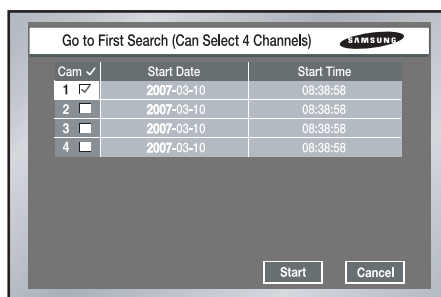 Go to First Search (Can Select 4 Channels) SAMSUNG
Cam ✓ Start Date Start Time
1 ☑ 2007-03-10 08:38:58
2 ☐ 2007-03-10 08:38:58
3 ☐ 2007-03-10 08:38:58
4 ☐ 2007-03-10 08:38:58
Start Cancel